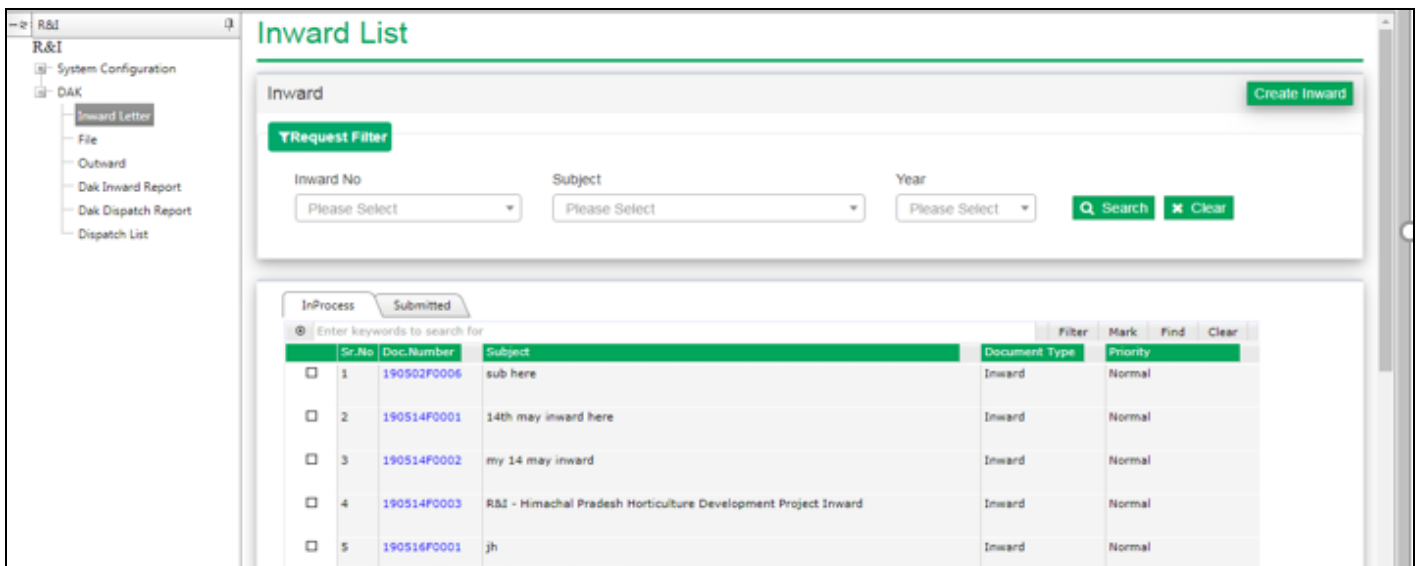 R&I
R&I
System Configuration
DAK
Inward Letter
File
Outward
Dak Inward Report
Dak Dispatch Report
Dispatch List
Inward List
Inward
Create Inward
Request Filter
Inward No Subject Year
Please Select Please Select Please Select Search Clear
InProcess Submitted
Enter keywords to search for Filter Mark Find Clear
Sr.No Doc.Number Subject Document Type Priority
1 190502F0006 sub here Inward Normal
2 190514F0001 14th may inward here Inward Normal
3 190514F0002 my 14 may inward Inward Normal
4 190514F0003 R&I - Himachal Pradesh Horticulture Development Project Inward Inward Normal
5 190516F0001 jh Inward Normal